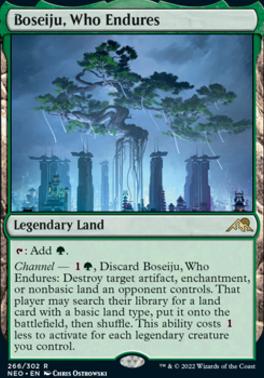 Boseiju, Who Endures
Legendary Land
: Add .
Channel — 1 , Discard Boseiju, Who
Endures: Destroy target artifact, enchantment,
or nonbasic land an opponent controls. That
player may search their library for a land
card with a basic land type, put it onto the
battlefield, then shuffle. This ability costs 1
less to activate for each legendary creature
you control.
266/302 R
NEO • EN CHRIS OSTROWSKI
™ & © 2022 Wizards of the Coast